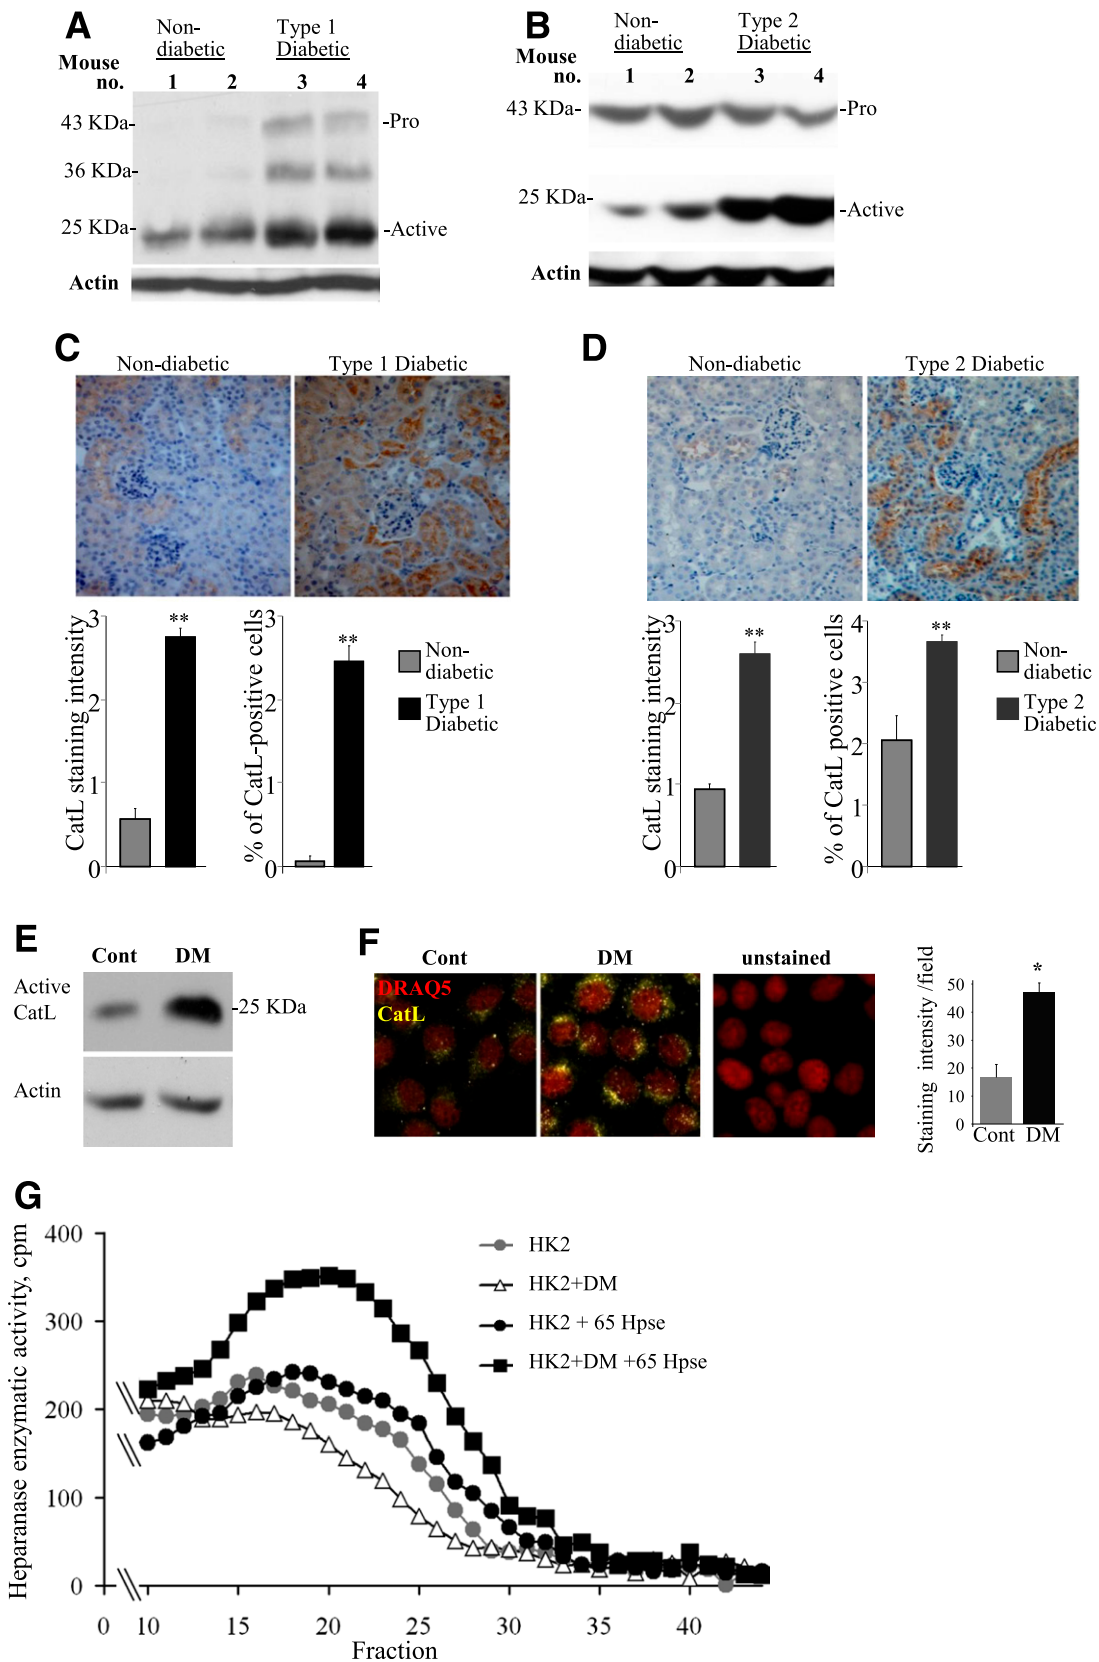 A
Non-
diabetic
Type 1
Diabetic
Mouse
no.
1 2 3 4
43 KDa-
-Pro
36 KDa-
25 KDa-
-Active
Actin
B
Non-
diabetic
Type 2
Diabetic
Mouse
no.
1 2 3 4
43 KDa-
-Pro
25 KDa-
-Active
Actin
C
Non-diabetic
Type 1 Diabetic
CatL staining intensity
3
2
1
0
**
% of CatL-positive cells
3
2
1
0
**
Non-
diabetic
Type 1
Diabetic
D
Non-diabetic
Type 2 Diabetic
CatL staining intensity
3
2
1
0
**
% of CatL positive cells
4
3
2
1
0
**
Non-
diabetic
Type 2
Diabetic
E
Cont DM
Active
CatL
-25 KDa
Actin
F
Cont
DM
unstained
DRAQ5
CatL
Staining intensity /field
50
40
30
20
10
0
*
Cont DM
G
Heparanase enzymatic activity, cpm
400
300
200
100
0
HK2
HK2+DM
HK2 + 65 Hpse
HK2+DM +65 Hpse
0 10 15 20 25 30 35 40
Fraction